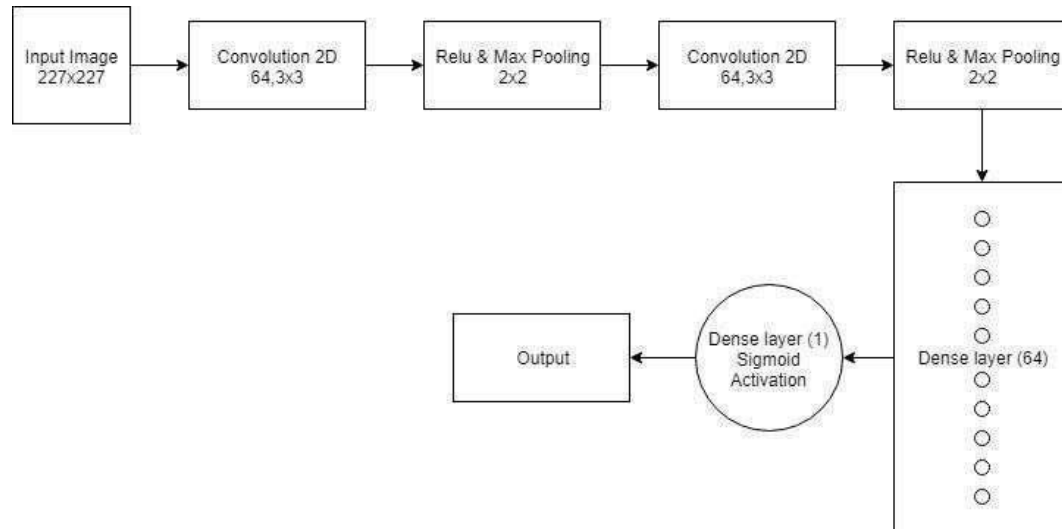 Input Image
227x227
Convolution 2D
64,3x3
Relu & Max Pooling
2x2
Convolution 2D
64,3x3
Relu & Max Pooling
2x2
Dense layer (64)
Dense layer (1)
Sigmoid
Activation
Output